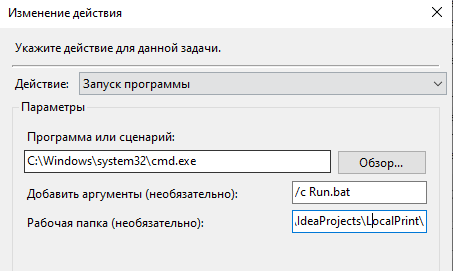 Изменение действия
Укажите действие для данной задачи.
Действие: Запуск программы
Параметры
Программа или сценарий:
C:\Windows\system32\cmd.exe
Обзор...
Добавить аргументы (необязательно): /c Run.bat
Рабочая папка (необязательно): \IdeaProjects\LocalPrint\